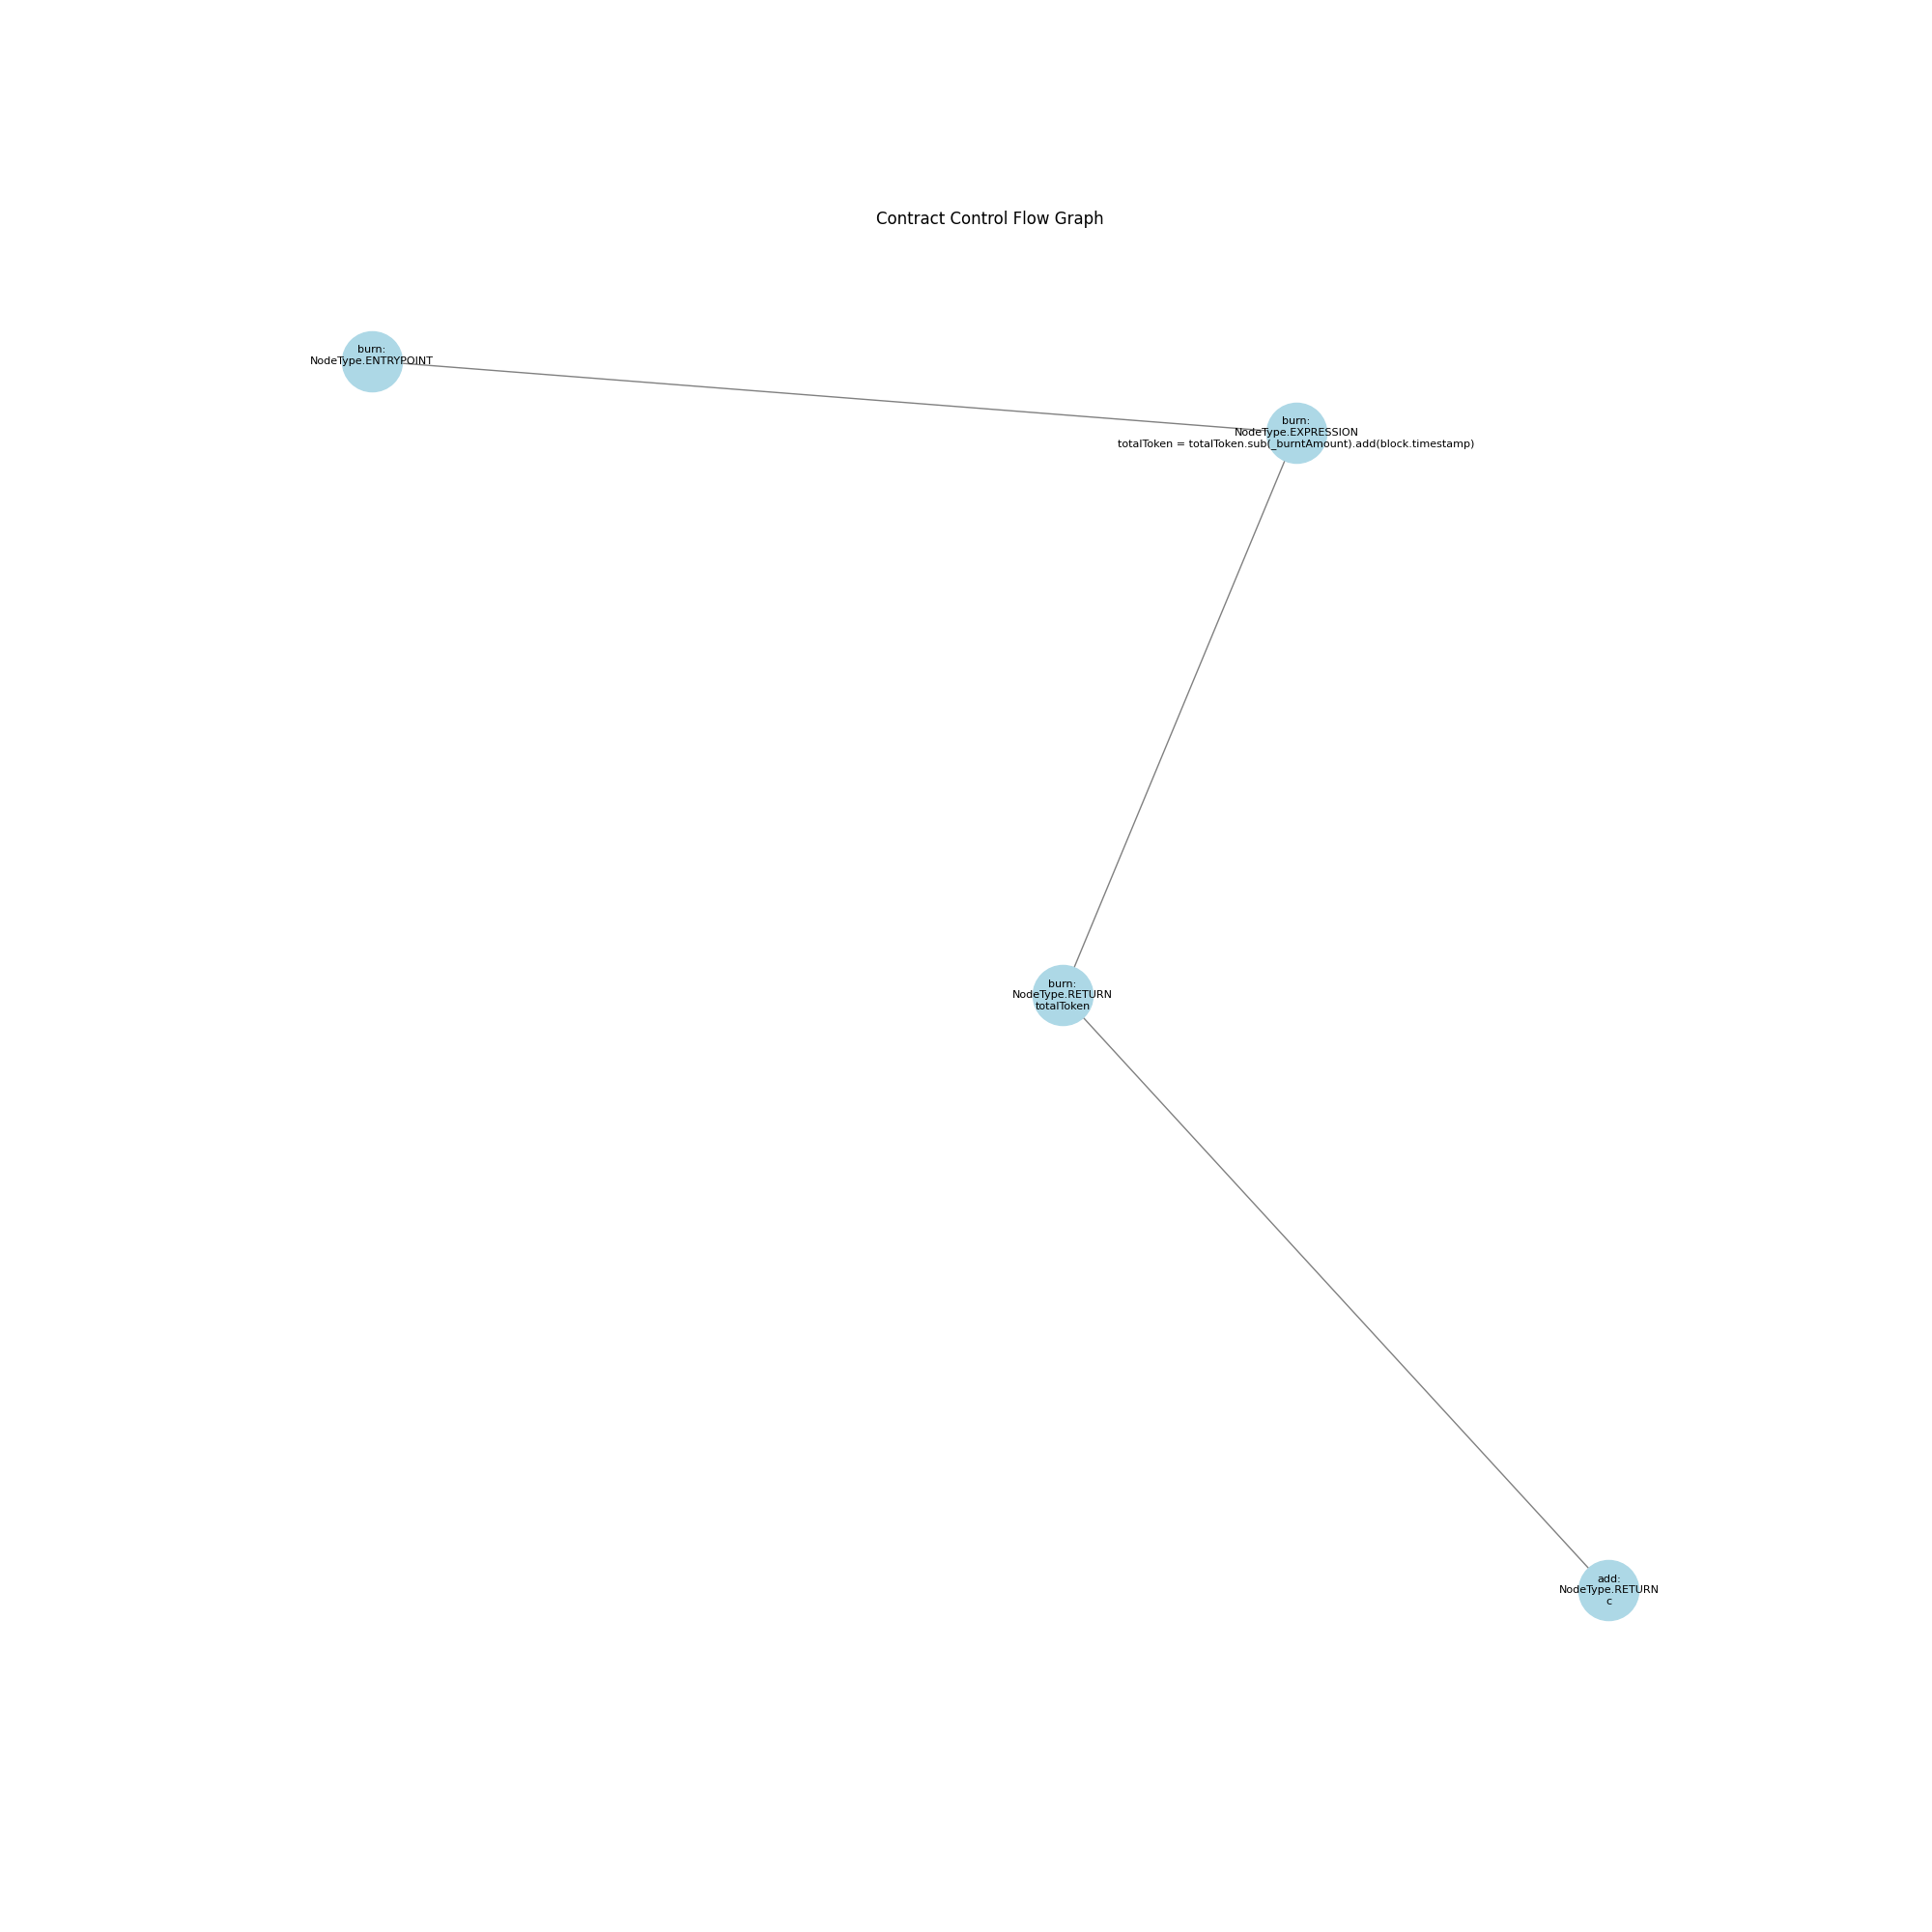 Contract Control Flow Graph
burn:
NodeType.ENTRYPOINT
burn:
NodeType.EXPRESSION
totalToken = totalToken.sub(_burntAmount).add(block.timestamp)
burn:
NodeType.RETURN
totalToken
add:
NodeType.RETURN
c